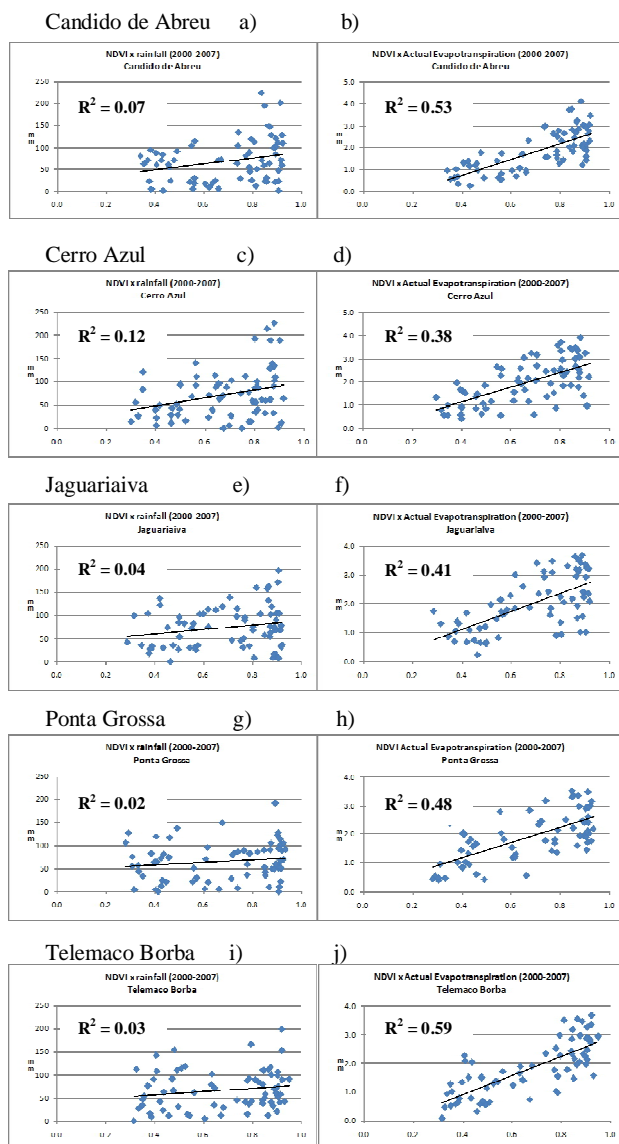 Candido de Abreu a) b)
NDVI x rainfall (2000-2007)
Candido de Abreu
R² = 0.07
mm
250
200
150
100
50
0
0.0 0.2 0.4 0.6 0.8 1.0
NDVI x Actual Evapotranspiration (2000-2007)
Candido de Abreu
R² = 0.53
mm
5.0
4.0
3.0
2.0
1.0
0.0
0.0 0.2 0.4 0.6 0.8 1.0
Cerro Azul c) d)
NDVI x rainfall (2000-2007)
Cerro Azul
R² = 0.12
mm
250
200
150
100
50
0
0.0 0.2 0.4 0.6 0.8 1.0
NDVI x Actual Evapotranspiration (2000-2007)
Cerro Azul
R² = 0.38
mm
5.0
4.0
3.0
2.0
1.0
0.0
0.0 0.2 0.4 0.6 0.8 1.0
Jaguariaiva e) f)
NDVI x rainfall (2000-2007)
Jaguariaiva
R² = 0.04
mm
250
200
150
100
50
0
0.0 0.2 0.4 0.6 0.8 1.0
NDVI x Actual Evapotranspiration (2000-2007)
Jaguariaiva
R² = 0.41
mm
4.0
3.0
2.0
1.0
0.0
0.0 0.2 0.4 0.6 0.8 1.0
Ponta Grossa g) h)
NDVI x rainfall (2000-2007)
Ponta Grossa
R² = 0.02
mm
250
200
150
100
50
0
0.0 0.2 0.4 0.6 0.8 1.0
NDVI Actual Evapotranspiration (2000-2007)
Ponta Grossa
R² = 0.48
mm
4.0
3.0
2.0
1.0
0.0
0.0 0.2 0.4 0.6 0.8 1.0
Telemaco Borba i) j)
NDVI x rainfall (2000-2007)
Telemaco Borba
R² = 0.03
mm
250
200
150
100
50
0
0.0 0.2 0.4 0.6 0.8 1.0
NDVI x Actual Evapotranspiration (2000-2007)
Telemaco Borba
R² = 0.59
mm
4.0
3.0
2.0
1.0
0.0
0.0 0.2 0.4 0.6 0.8 1.0